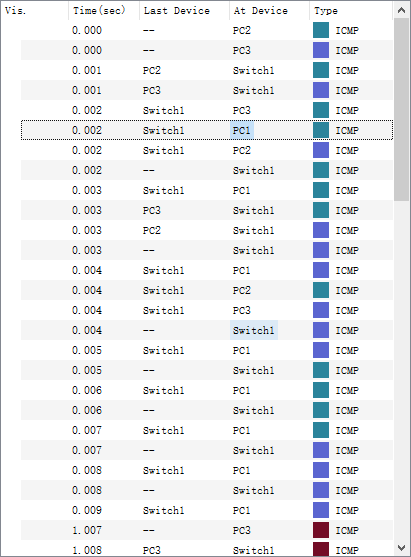 Vis. Time(sec) Last Device At Device Type
0.000 -- PC2 ICMP
0.000 -- PC3 ICMP
0.001 PC2 Switch1 ICMP
0.001 PC3 Switch1 ICMP
0.002 Switch1 PC3 ICMP
0.002 Switch1 PC1 ICMP
0.002 Switch1 PC2 ICMP
0.002 -- Switch1 ICMP
0.003 Switch1 PC1 ICMP
0.003 PC3 Switch1 ICMP
0.003 PC2 Switch1 ICMP
0.003 -- Switch1 ICMP
0.004 Switch1 PC1 ICMP
0.004 Switch1 PC2 ICMP
0.004 Switch1 PC3 ICMP
0.004 -- Switch1 ICMP
0.005 Switch1 PC1 ICMP
0.005 -- Switch1 ICMP
0.006 Switch1 PC1 ICMP
0.006 -- Switch1 ICMP
0.007 Switch1 PC1 ICMP
0.007 -- Switch1 ICMP
0.008 Switch1 PC1 ICMP
0.008 -- Switch1 ICMP
0.009 Switch1 PC1 ICMP
1.007 -- PC3 ICMP
1.008 PC3 Switch1 ICMP